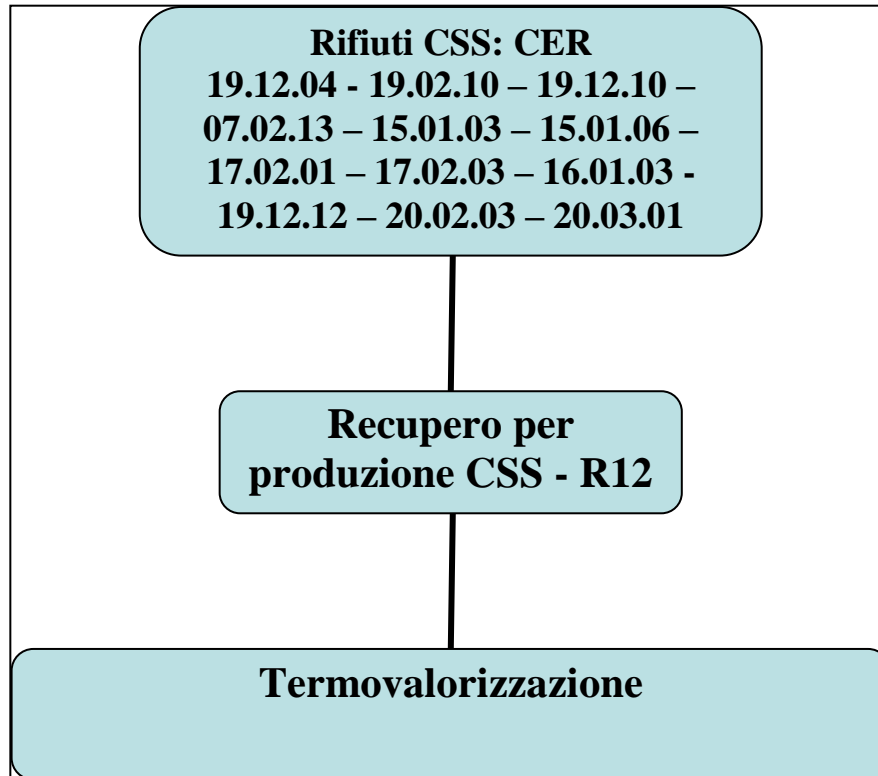 Rifiuti CSS: CER
19.12.04 - 19.02.10 – 19.12.10 –
07.02.13 – 15.01.03 – 15.01.06 –
17.02.01 – 17.02.03 – 16.01.03 -
19.12.12 – 20.02.03 – 20.03.01
Recupero per
produzione CSS - R12
Termovalorizzazione